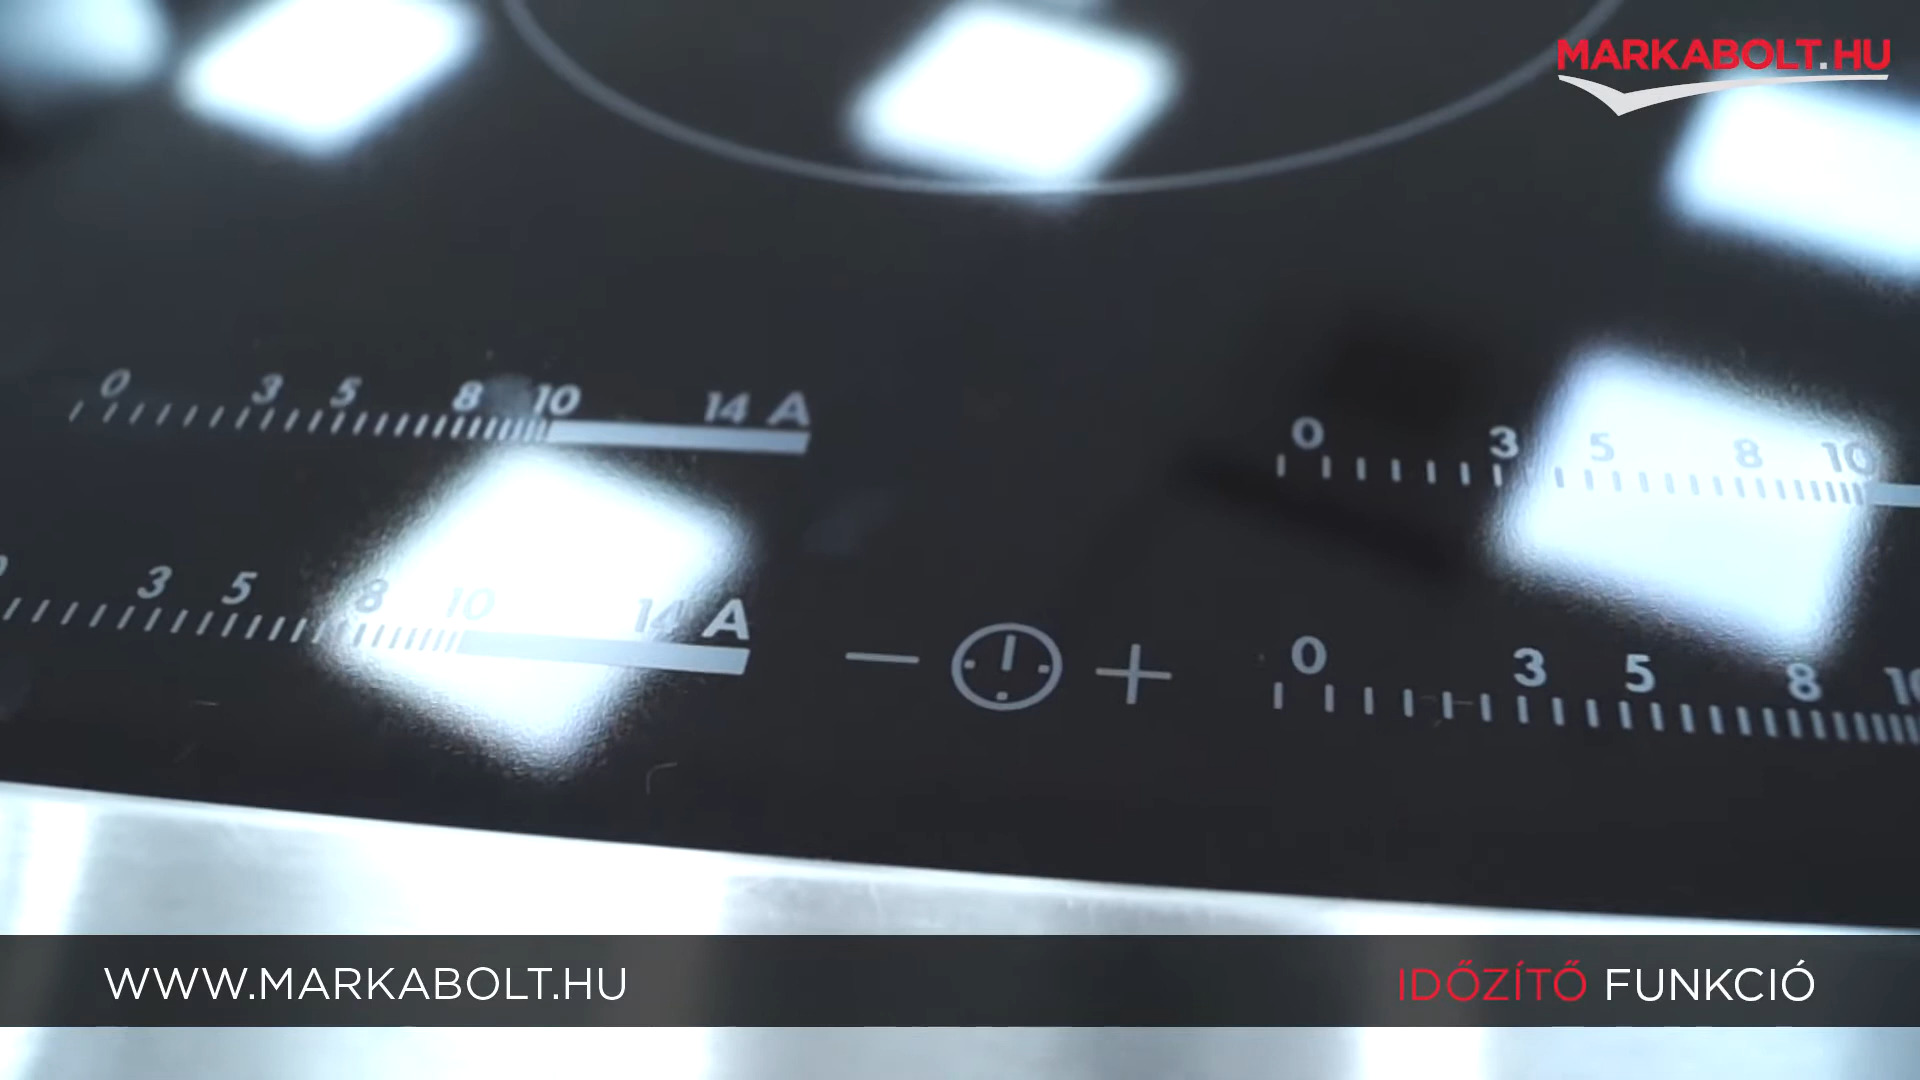 MARKABOLT.HU
0 3 5 8 10 14 A
0 3 5 8 10
3 5 8 10 14 A
0 3 5 8
WWW.MARKABOLT.HU
IDŐZÍTŐ FUNKCIÓ